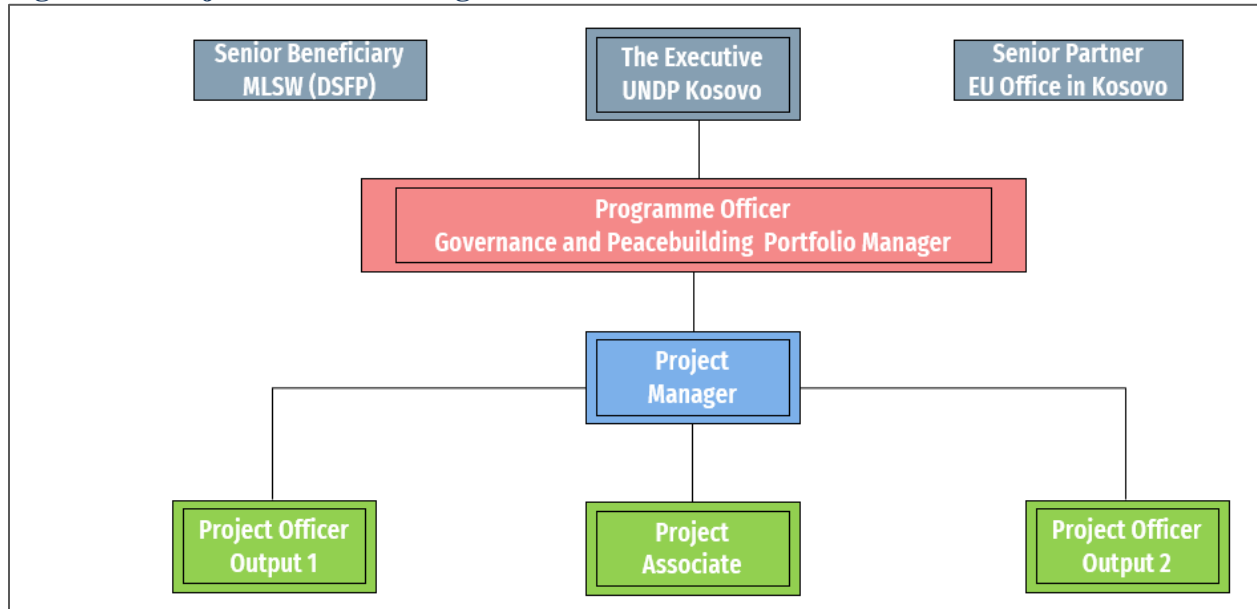 Senior Beneficiary
MLSW (DSFP)
The Executive
UNDP Kosovo
Senior Partner
EU Office in Kosovo
Programme Officer
Governance and Peacebuilding Portfolio Manager
Project
Manager
Project Officer
Output 1
Project
Associate
Project Officer
Output 2